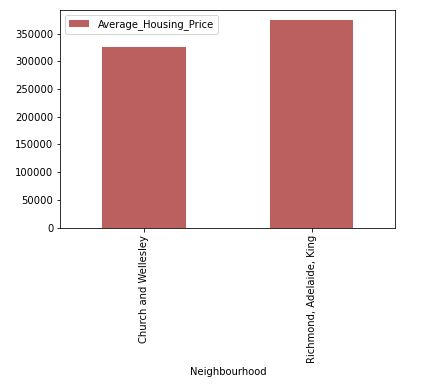 Average_Housing_Price
350000
300000
250000
200000
150000
100000
50000
0
Church and Wellesley
Richmond, Adelaide, King
Neighbourhood